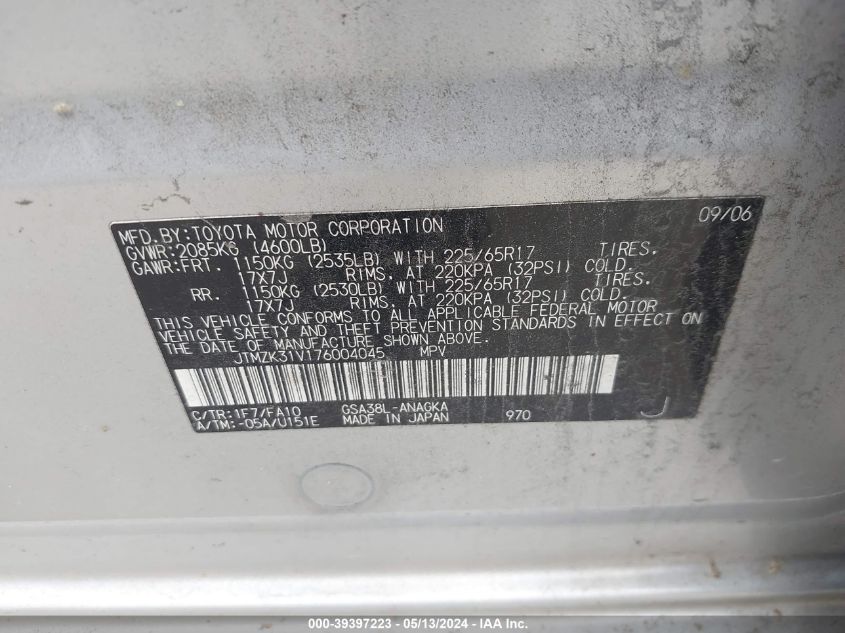 09/06
MFD.BY:TOYOTA MOTOR CORPORATION
GVWR:2085KG (4600LB)
GAWR:FRT. 1150KG (2535LB) WITH 225/65R17 TIRES.
17X7J RIMS. AT 220KPA (32PSI) COLD.
RR. 1150KG (2530LB) WITH 225/65R17 TIRES.
17X7J RIMS. AT 220KPA (32PSI) COLD.
THIS VEHICLE CONFORMS TO ALL APPLICABLE FEDERAL MOTOR
VEHICLE SAFETY AND THEFT PREVENTION STANDARDS IN EFFECT ON
THE DATE OF MANUFACTURE SHOWN ABOVE.
JTMZK31V176004045 MPV
C/TR:1F7/FA10 GSA38L-ANAGKA
A/TM:-05A/U151E MADE IN JAPAN 970 J
000-39397223 - 05/13/2024 - IAA Inc.